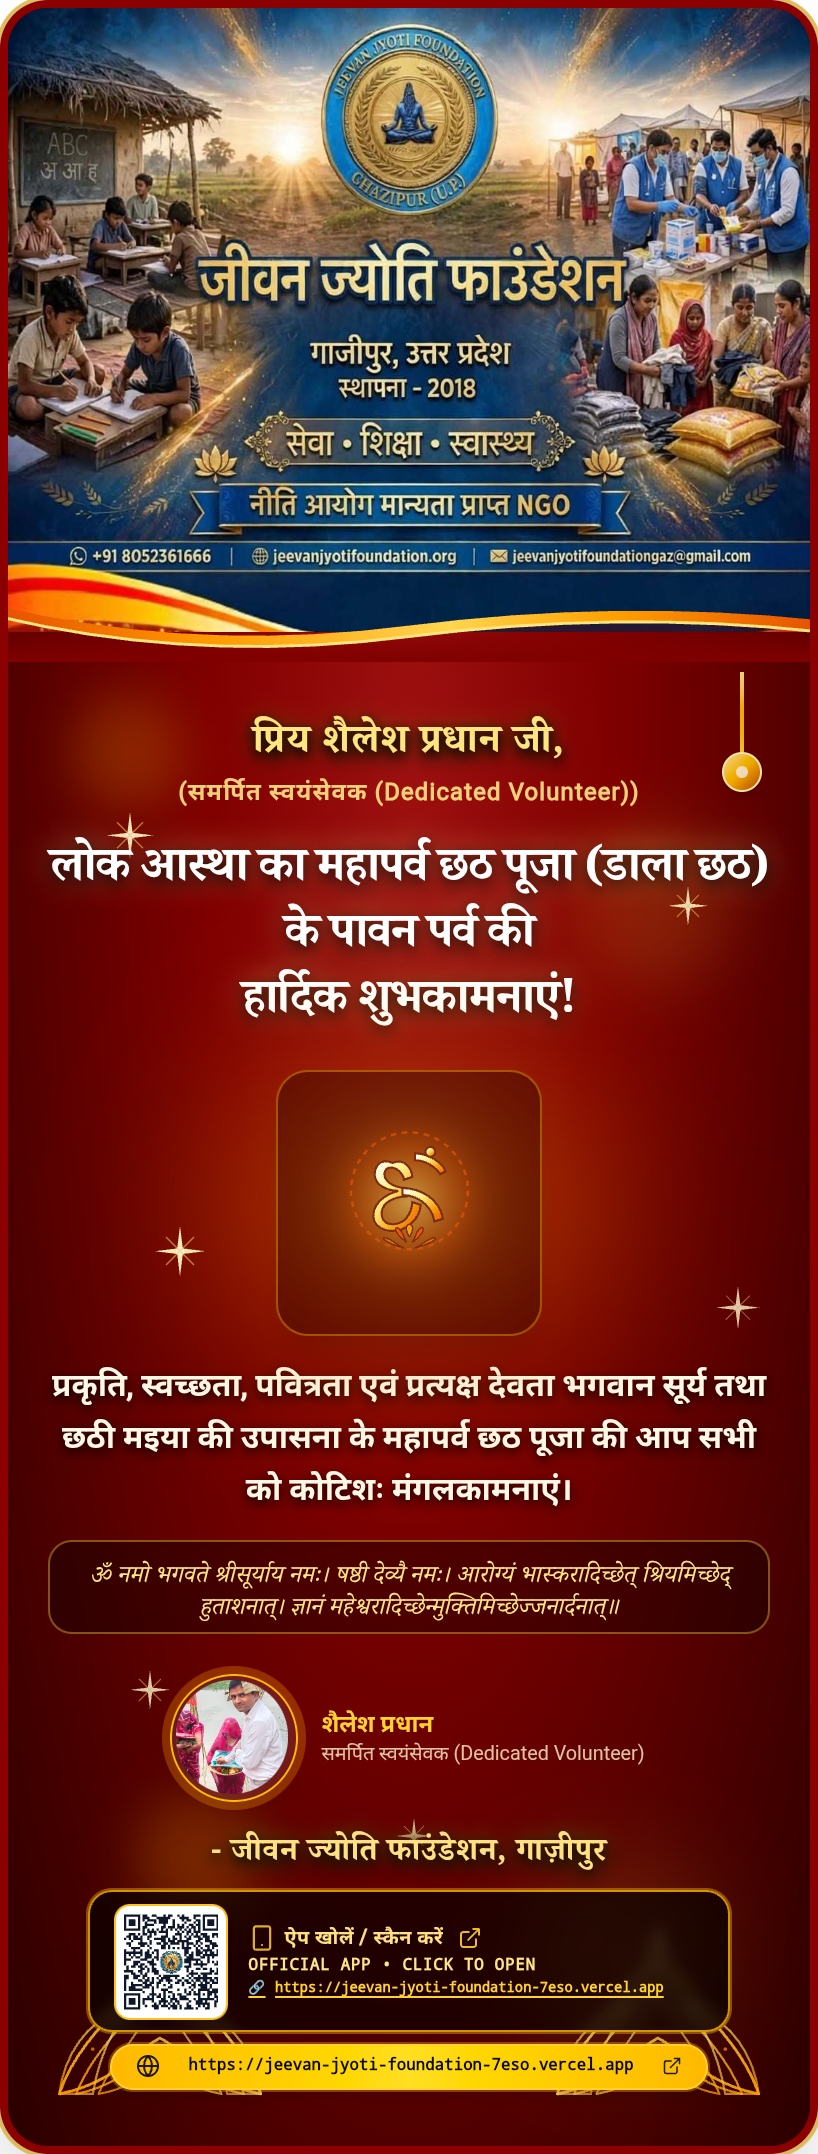 JEEVAN JYOTI FOUNDATION
GHAZIPUR (U.P.)
ABC
अ आ ह
जीवन ज्योति फाउंडेशन
गाजीपुर, उत्तर प्रदेश
स्थापना - 2018
सेवा • शिक्षा • स्वास्थ्य
नीति आयोग मान्यता प्राप्त NGO
+91 8052361666 | jeevanjyotifoundation.org | jeevanjyotifoundationgaz@gmail.com
प्रिय शैलेश प्रधान जी,
(समर्पित स्वयंसेवक (Dedicated Volunteer))
लोक आस्था का महापर्व छठ पूजा (डाला छठ)
के पावन पर्व की
हार्दिक शुभकामनाएं!
प्रकृति, स्वच्छता, पवित्रता एवं प्रत्यक्ष देवता भगवान सूर्य तथा
छठी मइया की उपासना के महापर्व छठ पूजा की आप सभी
को कोटिशः मंगलकामनाएं।
ॐ नमो भगवते श्रीसूर्याय नमः। षष्ठी देव्यै नमः। आरोग्यं भास्करादिच्छेत् श्रियमिच्छेद्
हुताशनात्। ज्ञानं महेश्वरादिच्छेन्मुक्तिमिच्छेज्जनार्दनात्॥
शैलेश प्रधान
समर्पित स्वयंसेवक (Dedicated Volunteer)
- जीवन ज्योति फाउंडेशन, गाज़ीपुर
ऐप खोलें / स्कैन करें
OFFICIAL APP • CLICK TO OPEN
https://jeevan-jyoti-foundation-7eso.vercel.app
https://jeevan-jyoti-foundation-7eso.vercel.app